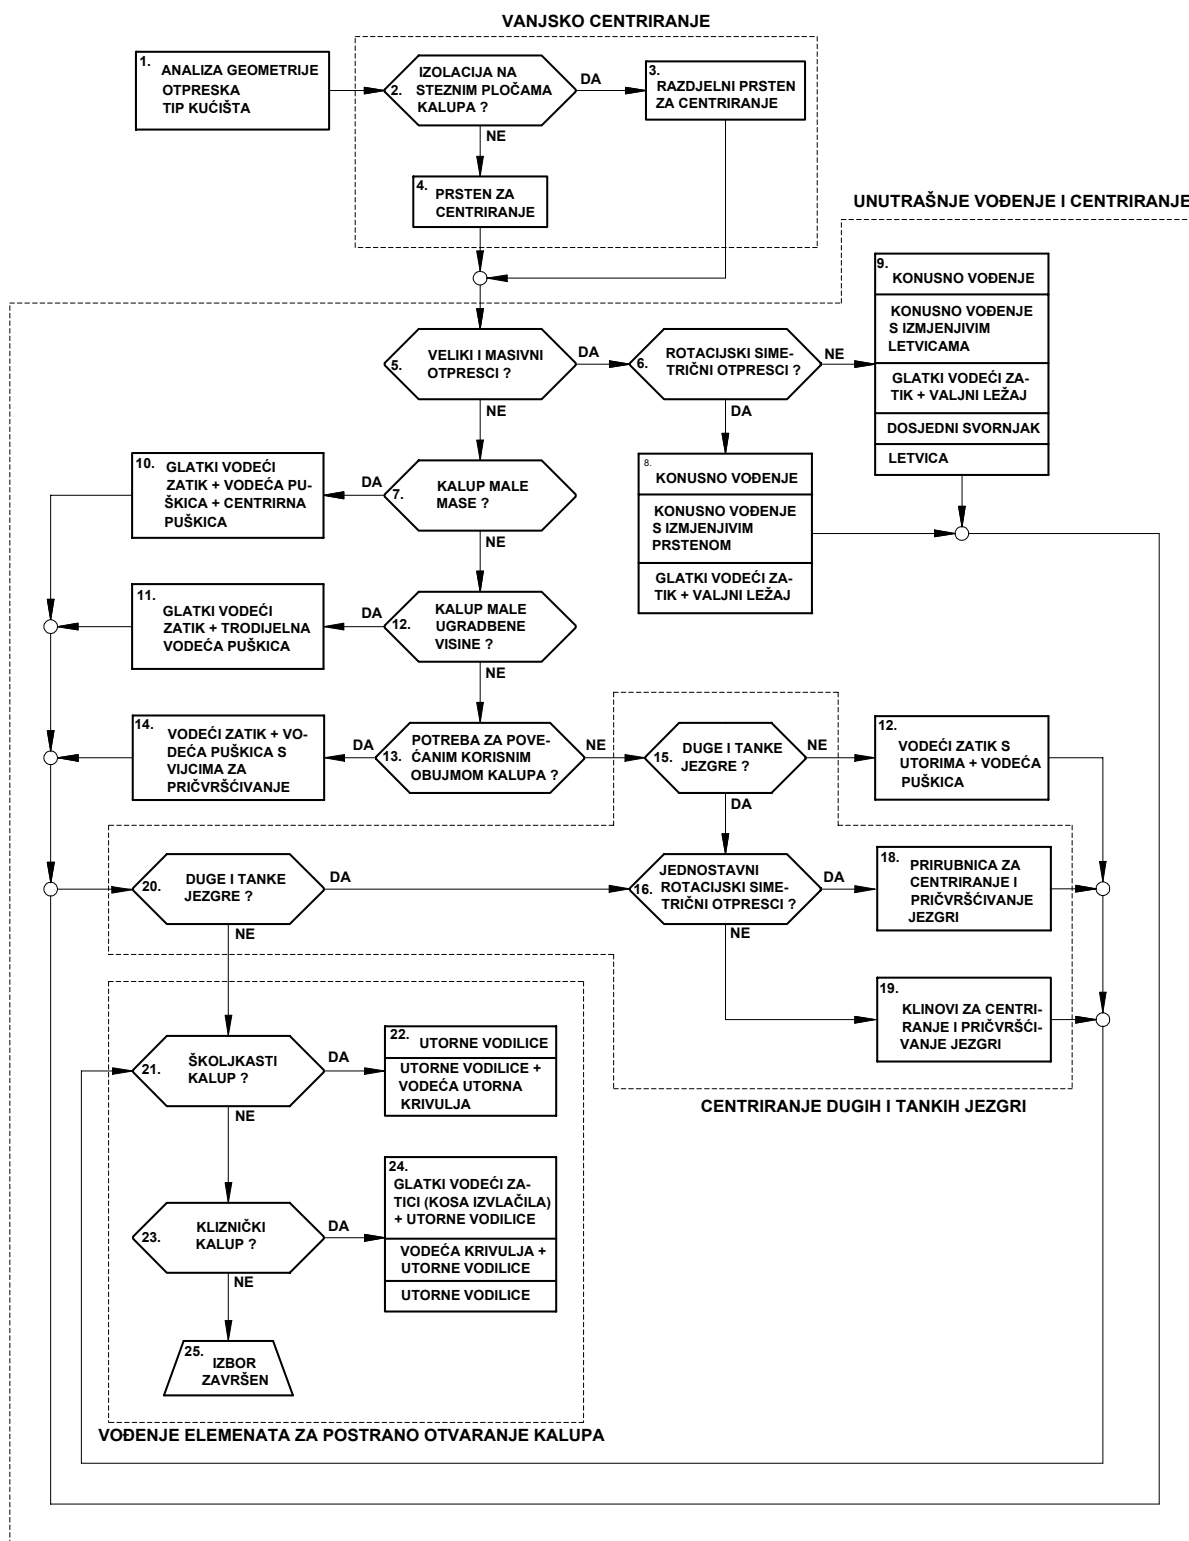 VANJSKO CENTRIRANJE
1.
ANALIZA GEOMETRIJE
OTPRESKA
TIP KUĆIŠTA
IZOLACIJA NA
2. STEZNIM PLOČAMA
KALUPA ?
DA
NE
3.
RAZDJELNI PRSTEN
ZA CENTRIRANJE
4.
PRSTEN ZA
CENTRIRANJE
UNUTRAŠNJE VOĐENJE I CENTRIRANJE
5.
VELIKI I MASIVNI
OTPRESCI ?
DA
NE
6.
ROTACIJSKI SIME-
TRIČNI OTPRESCI ?
NE
DA
9.
KONUSNO VOĐENJE
KONUSNO VOĐENJE
S IZMJENJIVIM
LETVICAMA
GLATKI VODEĆI ZA-
TIK + VALJNI LEŽAJ
DOSJEDNI SVORNJAK
LETVICA
8.
KONUSNO VOĐENJE
KONUSNO VOĐENJE
S IZMJENJIVIM
PRSTENOM
GLATKI VODEĆI ZA-
TIK + VALJNI LEŽAJ
10. GLATKI VODEĆI
ZATIK + VODEĆA PU-
ŠKICA + CENTRIRNA
PUŠKICA
DA
7.
KALUP MALE
MASE ?
NE
11.
GLATKI VODEĆI
ZATIK + TRODIJELNA
VODEĆA PUŠKICA
DA
12.
KALUP MALE
UGRADBENE
VISINE ?
NE
14.
VODEĆI ZATIK + VO-
DEĆA PUŠKICA S
VIJCIMA ZA
PRIČVRŠĆIVANJE
DA
13.
POTREBA ZA POVE-
ĆANIM KORISNIM
OBUJMOM KALUPA ?
NE
15.
DUGE I TANKE
JEZGRE ?
NE
DA
12.
VODEĆI ZATIK S
UTORIMA + VODEĆA
PUŠKICA
20.
DUGE I TANKE
JEZGRE ?
DA
NE
16.
JEDNOSTAVNI
ROTACIJSKI SIME-
TRIČNI OTPRESCI ?
DA
NE
18.
PRIRUBNICA ZA
CENTRIRANJE I
PRIČVRŠĆIVANJE
JEZGRI
19.
KLINOVI ZA CENTRI-
RANJE I PRIČVRŠĆI-
VANJE JEZGRI
CENTRIRANJE DUGIH I TANKIH JEZGRI
21.
ŠKOLJKASTI
KALUP ?
DA
NE
22.
UTORNE VODILICE
UTORNE VODILICE +
VODEĆA UTORNA
KRIVULJA
23.
KLIZNIČKI
KALUP ?
DA
NE
24.
GLATKI VODEĆI ZA-
TICI (KOSA IZVLAČILA)
+ UTORNE VODILICE
VODEĆA KRIVULJA +
UTORNE VODILICE
UTORNE VODILICE
25.
IZBOR
ZAVRŠEN
VOĐENJE ELEMENATA ZA POSTRANO OTVARANJE KALUPA